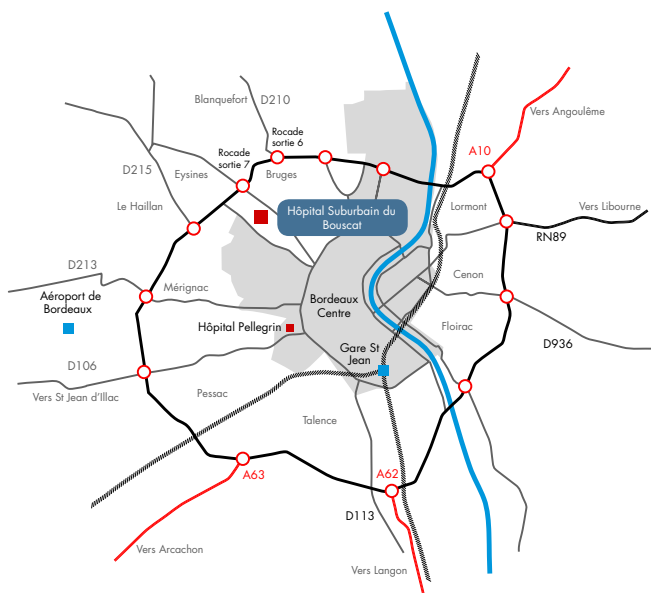 Blanquefort
D210
Vers Angoulême
Rocade
sortie 6
A10
Rocade
sortie 7
D215
Eysines
Bruges
Le Haillan
Hôpital Suburbain du
Bouscat
Lormont
Vers Libourne
RN89
D213
Mérignac
Cenon
Aéroport de
Bordeaux
Bordeaux
Centre
Hôpital Pellegrin
Floirac
D936
Gare St
Jean
D106
Vers St Jean d’Illac
Pessac
Talence
A63
A62
D113
Vers Arcachon
Vers Langon